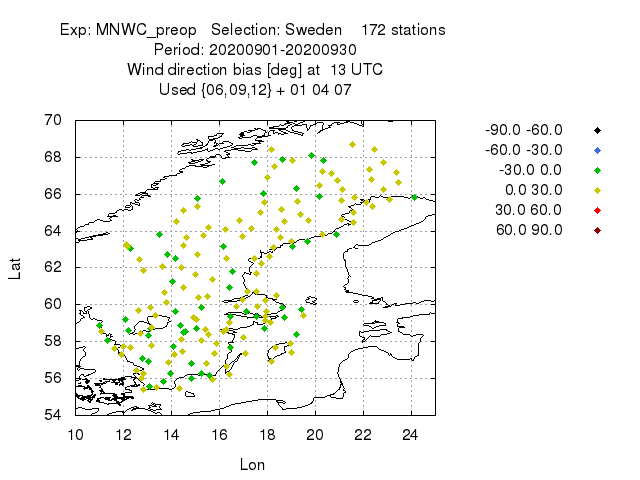 Exp: MNWC_preop   Selection: Sweden    172 stations
Period: 20200901-20200930
Wind direction bias [deg] at  13 UTC
Used {06,09,12} + 01 04 07
70
68
66
64
62
60
58
56
54
Lat
10 12 14 16 18 20 22 24
Lon
-90.0 -60.0
-60.0 -30.0
-30.0 0.0
0.0 30.0
30.0 60.0
60.0 90.0